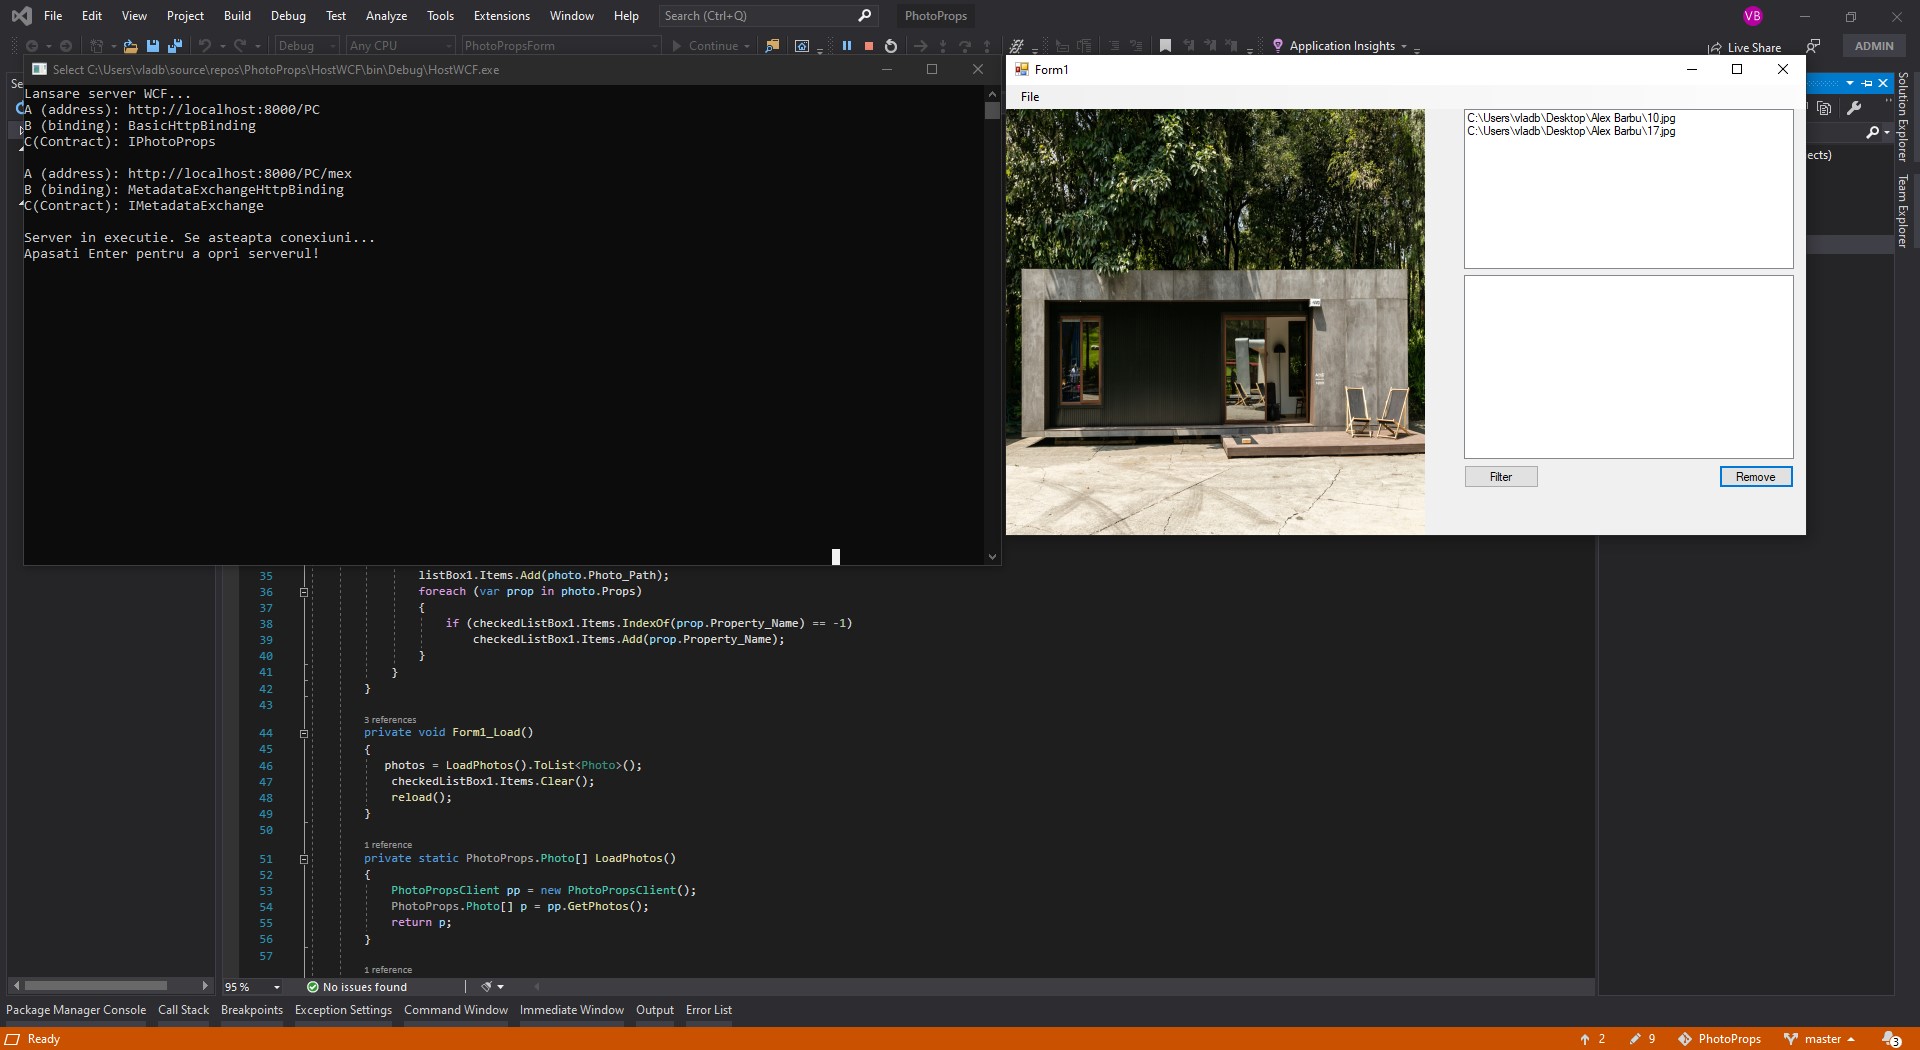 File Edit View Project Build Debug Test Analyze Tools Extensions Window Help Search (Ctrl+Q) PhotoProps VB
Debug Any CPU PhotoPropsForm Continue Application Insights Live Share ADMIN
Select C:\Users\vladb\source\repos\PhotoProps\HostWCF\bin\Debug\HostWCF.exe
Lansare server WCF...
A (address): http://localhost:8000/PC
B (binding): BasicHttpBinding
C(Contract): IPhotoProps
A (address): http://localhost:8000/PC/mex
B (binding): MetadataExchangeHttpBinding
C(Contract): IMetadataExchange
Server in executie. Se asteapta conexiuni...
Apasati Enter pentru a opri serverul!
Form1
File
C:\Users\vladb\Desktop\Alex Barbu\10.jpg
C:\Users\vladb\Desktop\Alex Barbu\17.jpg
Filter Remove
Se
ects)
Solution Explorer
Team Explorer
35 listBox1.Items.Add(photo.Photo_Path);
36 foreach (var prop in photo.Props)
37 {
38 if (checkedListBox1.Items.IndexOf(prop.Property_Name) == -1)
39 checkedListBox1.Items.Add(prop.Property_Name);
40 }
41 }
42 }
43
3 references
44 private void Form1_Load()
45 {
46 photos = LoadPhotos().ToList<Photo>();
47 checkedListBox1.Items.Clear();
48 reload();
49 }
50
1 reference
51 private static PhotoProps.Photo[] LoadPhotos()
52 {
53 PhotoPropsClient pp = new PhotoPropsClient();
54 PhotoProps.Photo[] p = pp.GetPhotos();
55 return p;
56 }
57
1 reference
95 % No issues found
Package Manager Console Call Stack Breakpoints Exception Settings Command Window Immediate Window Output Error List
Ready 2 9 PhotoProps master 3